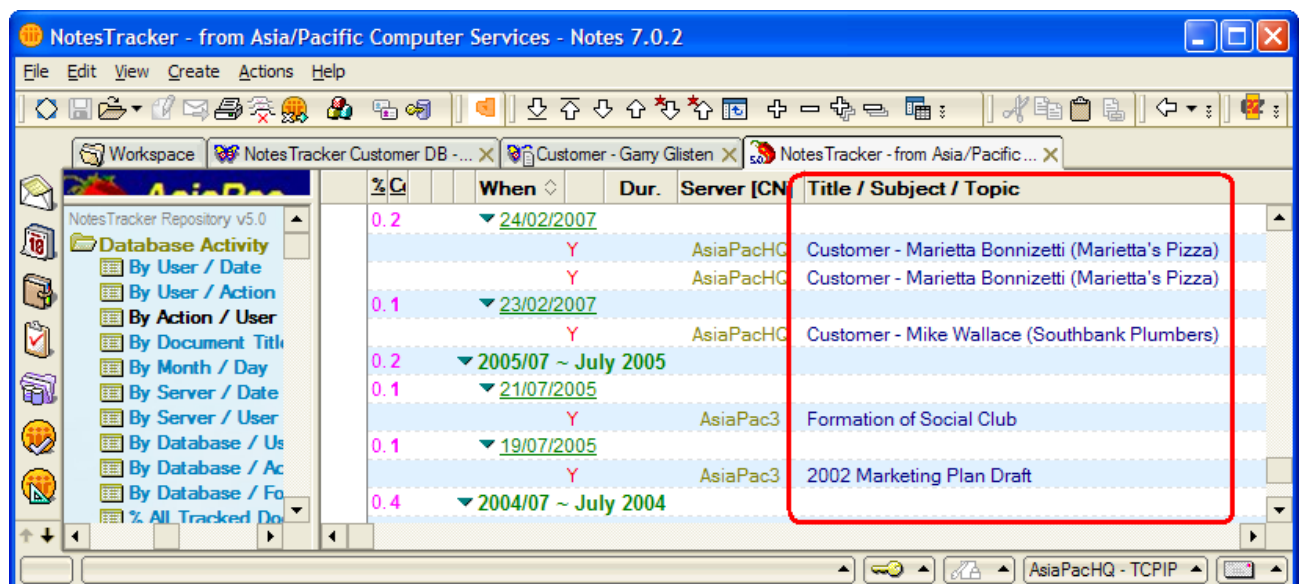 NotesTracker - from Asia/Pacific Computer Services - Notes 7.0.2
File Edit View Create Actions Help
Workspace NotesTracker Customer DB -... Customer - Garry Glisten NotesTracker - from Asia/Pacific ...
% When Dur. Server [CN] Title / Subject / Topic
NotesTracker Repository v5.0
Database Activity
By User / Date
By User / Action
By Action / User
By Document Title
By Month / Day
By Server / Date
By Server / User
By Database / Us
By Database / Ac
By Database / Fo
% All Tracked Do
0.2 24/02/2007
Y AsiaPacHQ Customer - Marietta Bonnizetti (Marietta's Pizza)
Y AsiaPacHQ Customer - Marietta Bonnizetti (Marietta's Pizza)
0.1 23/02/2007
Y AsiaPacHQ Customer - Mike Wallace (Southbank Plumbers)
0.2 2005/07 ~ July 2005
0.1 21/07/2005
Y AsiaPac3 Formation of Social Club
0.1 19/07/2005
Y AsiaPac3 2002 Marketing Plan Draft
0.4 2004/07 ~ July 2004
AsiaPacHQ - TCPIP